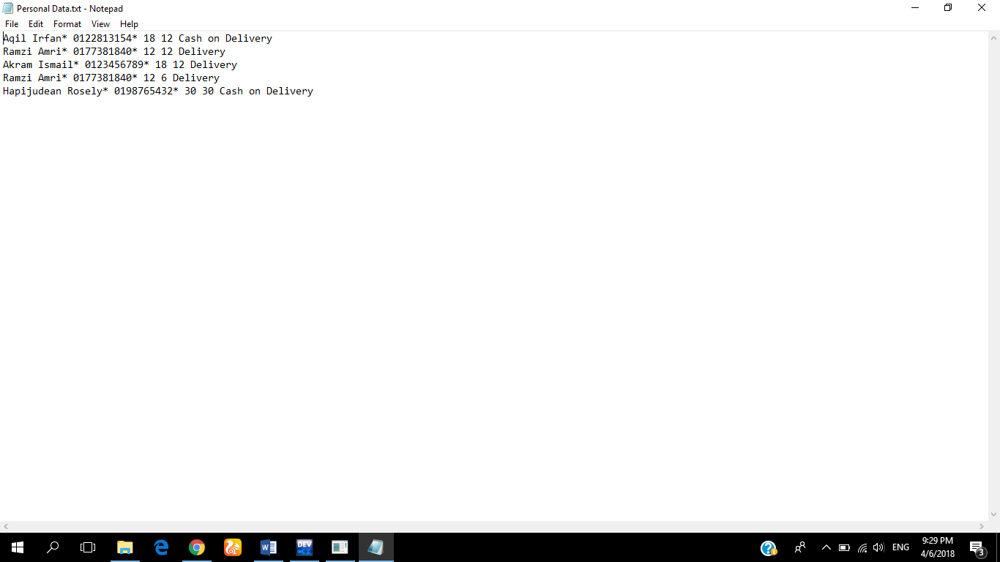 Personal Data.txt - Notepad
File Edit Format View Help
Aqil Irfan* 0122813154* 18 12 Cash on Delivery
Ramzi Amri* 0177381840* 12 12 Delivery
Akram Ismail* 0123456789* 18 12 Delivery
Ramzi Amri* 0177381840* 12 6 Delivery
Hapijudean Rosely* 0198765432* 30 30 Cash on Delivery
DEV
C++
ENG
9:29 PM
4/6/2018
3